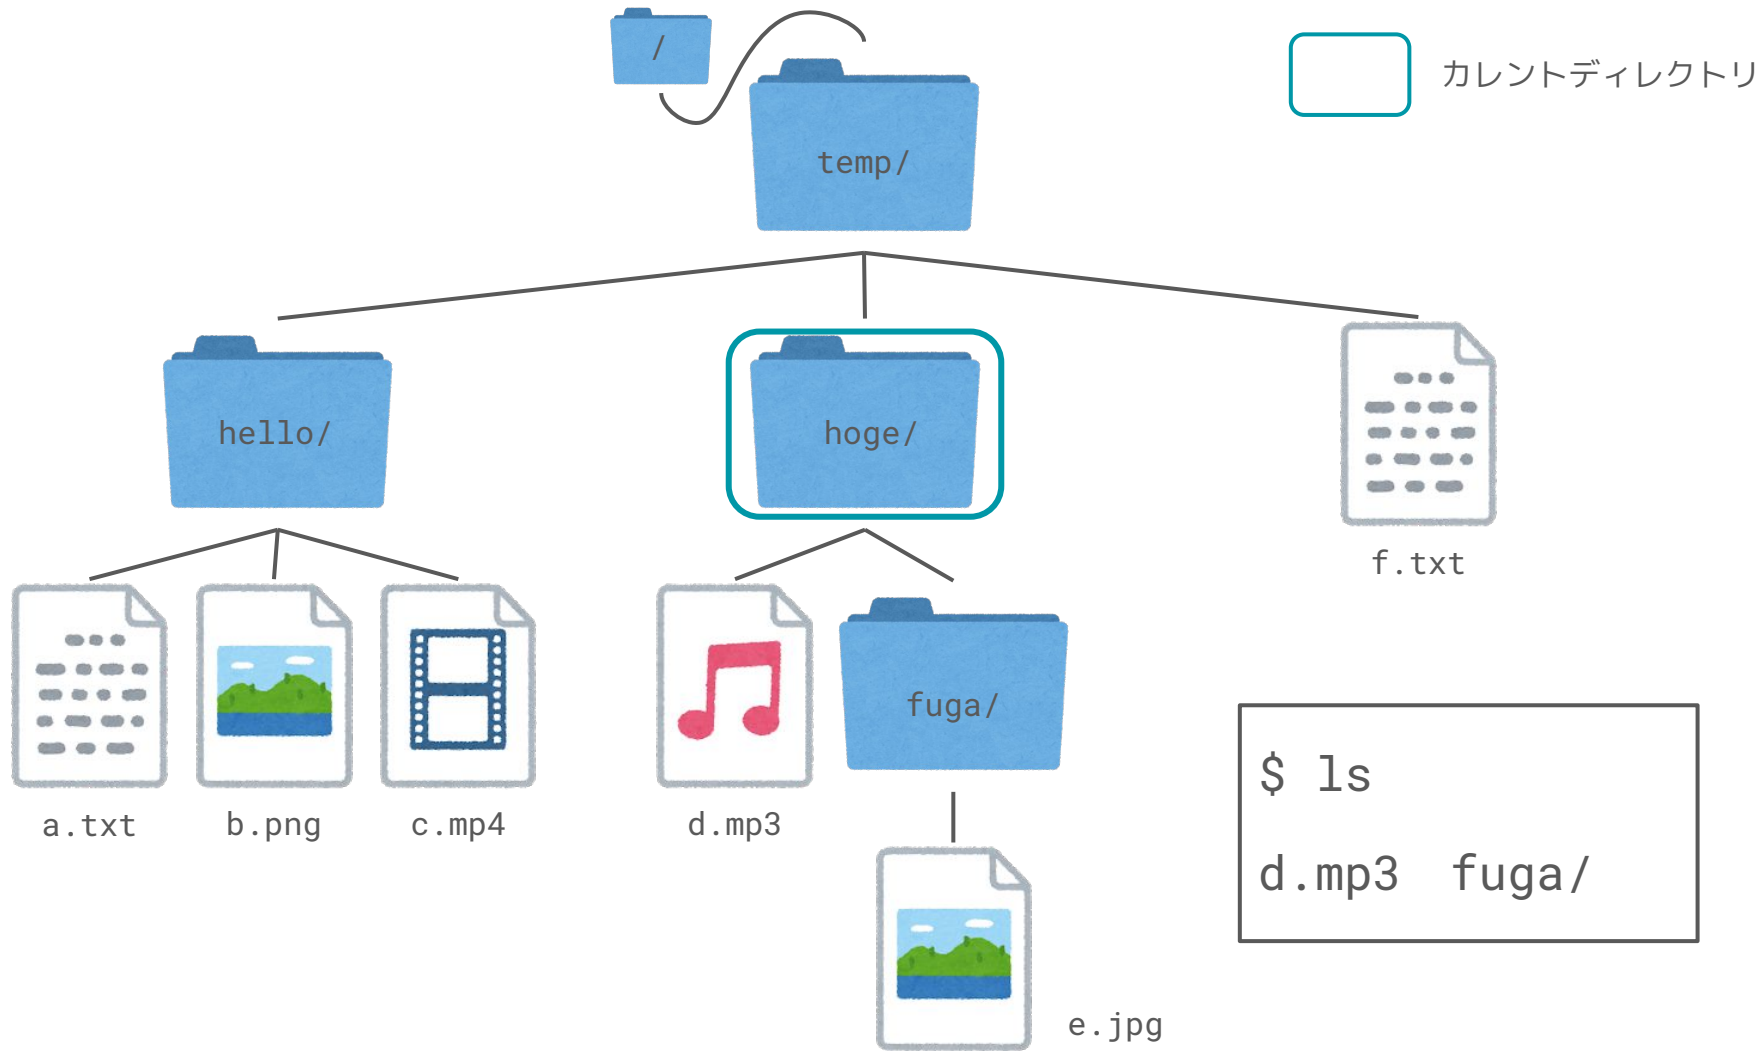 /
カレントディレクトリ
temp/
hello/
hoge/
f.txt
fuga/
a.txt
b.png
c.mp4
d.mp3
$ ls
d.mp3 fuga/
e.jpg